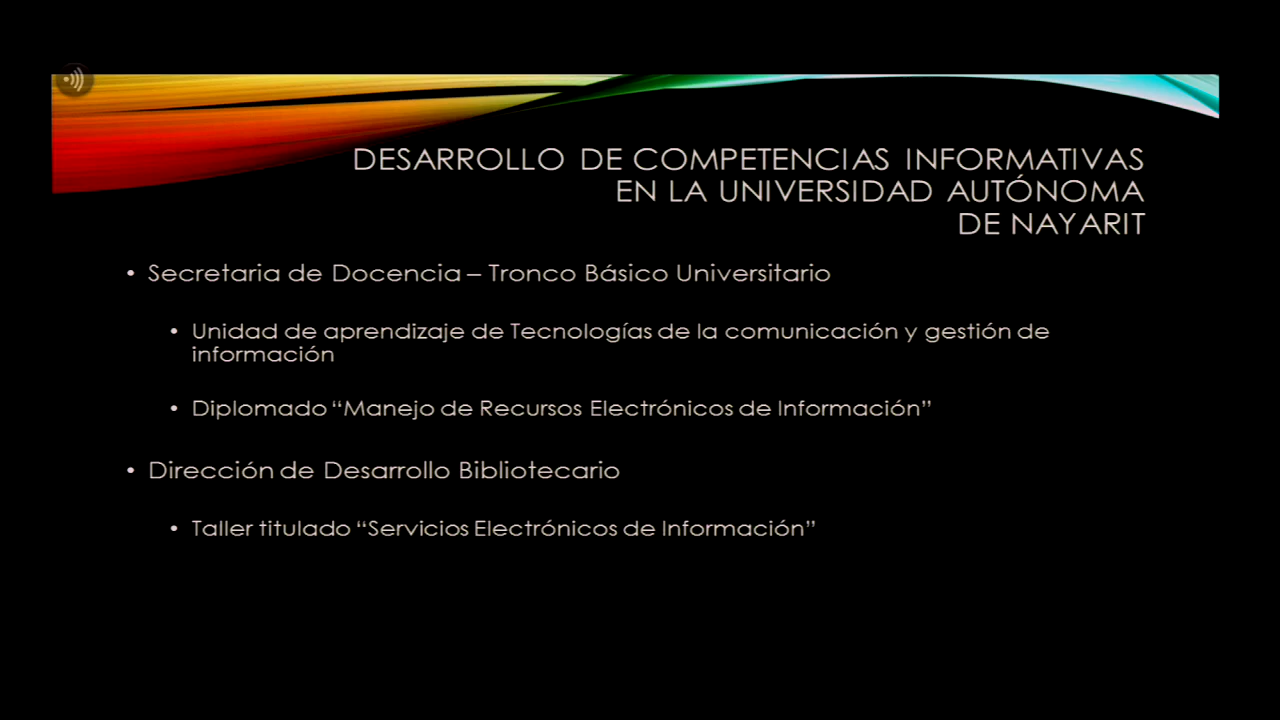 DESARROLLO DE COMPETENCIAS INFORMATIVAS
EN LA UNIVERSIDAD AUTÓNOMA
DE NAYARIT
• Secretaria de Docencia – Tronco Básico Universitario
• Unidad de aprendizaje de Tecnologías de la comunicación y gestión de
información
• Diplomado “Manejo de Recursos Electrónicos de Información”
• Dirección de Desarrollo Bibliotecario
• Taller titulado “Servicios Electrónicos de Información”